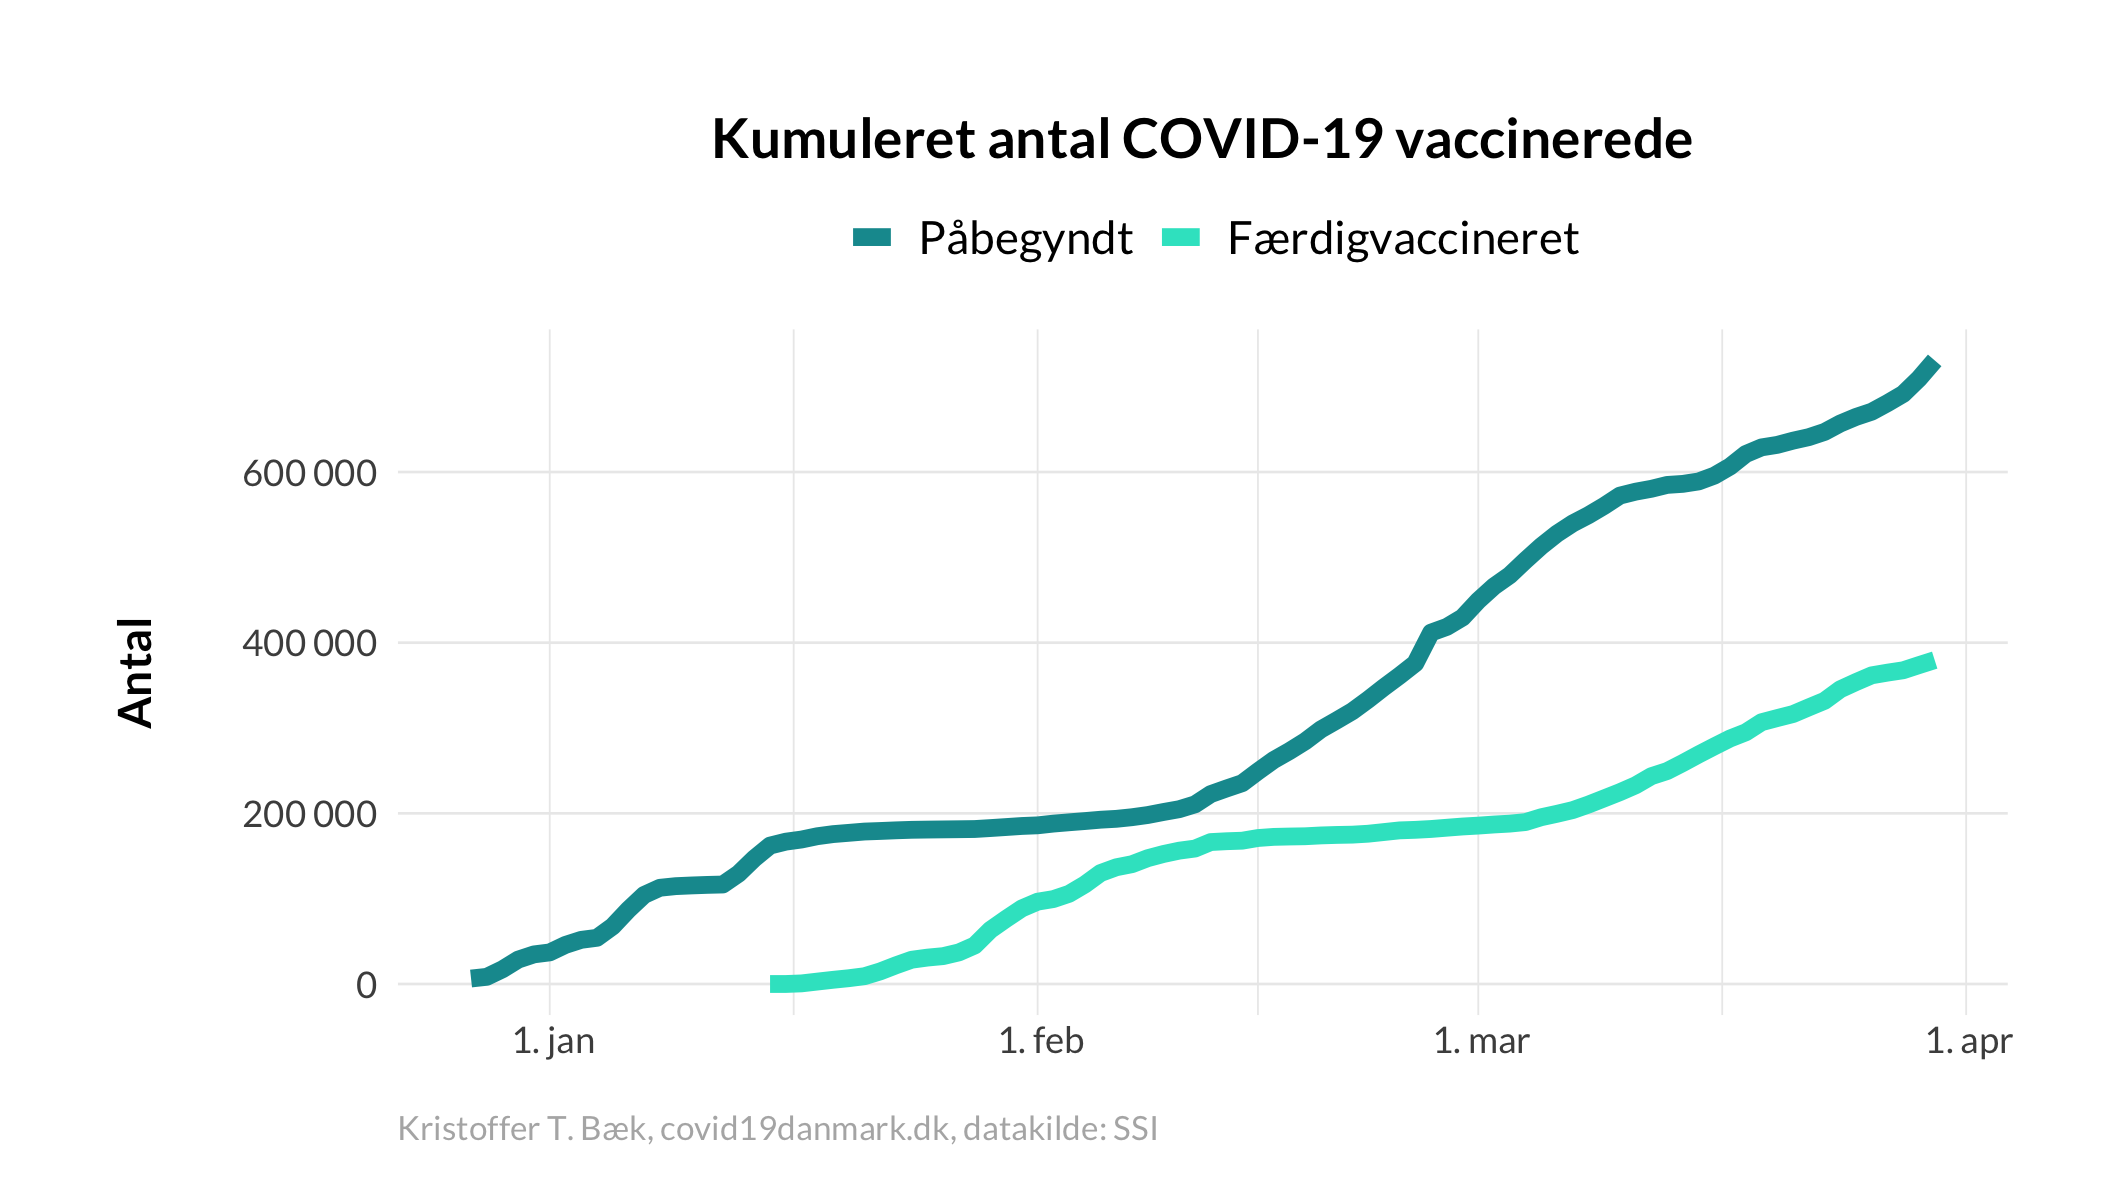 Kumuleret antal COVID-19 vaccinerede
Påbegyndt Færdigvaccineret
Antal
600 000
400 000
200 000
0
1. jan 1. feb 1. mar 1. apr
Kristoffer T. Bæk, covid19danmark.dk, datakilde: SSI